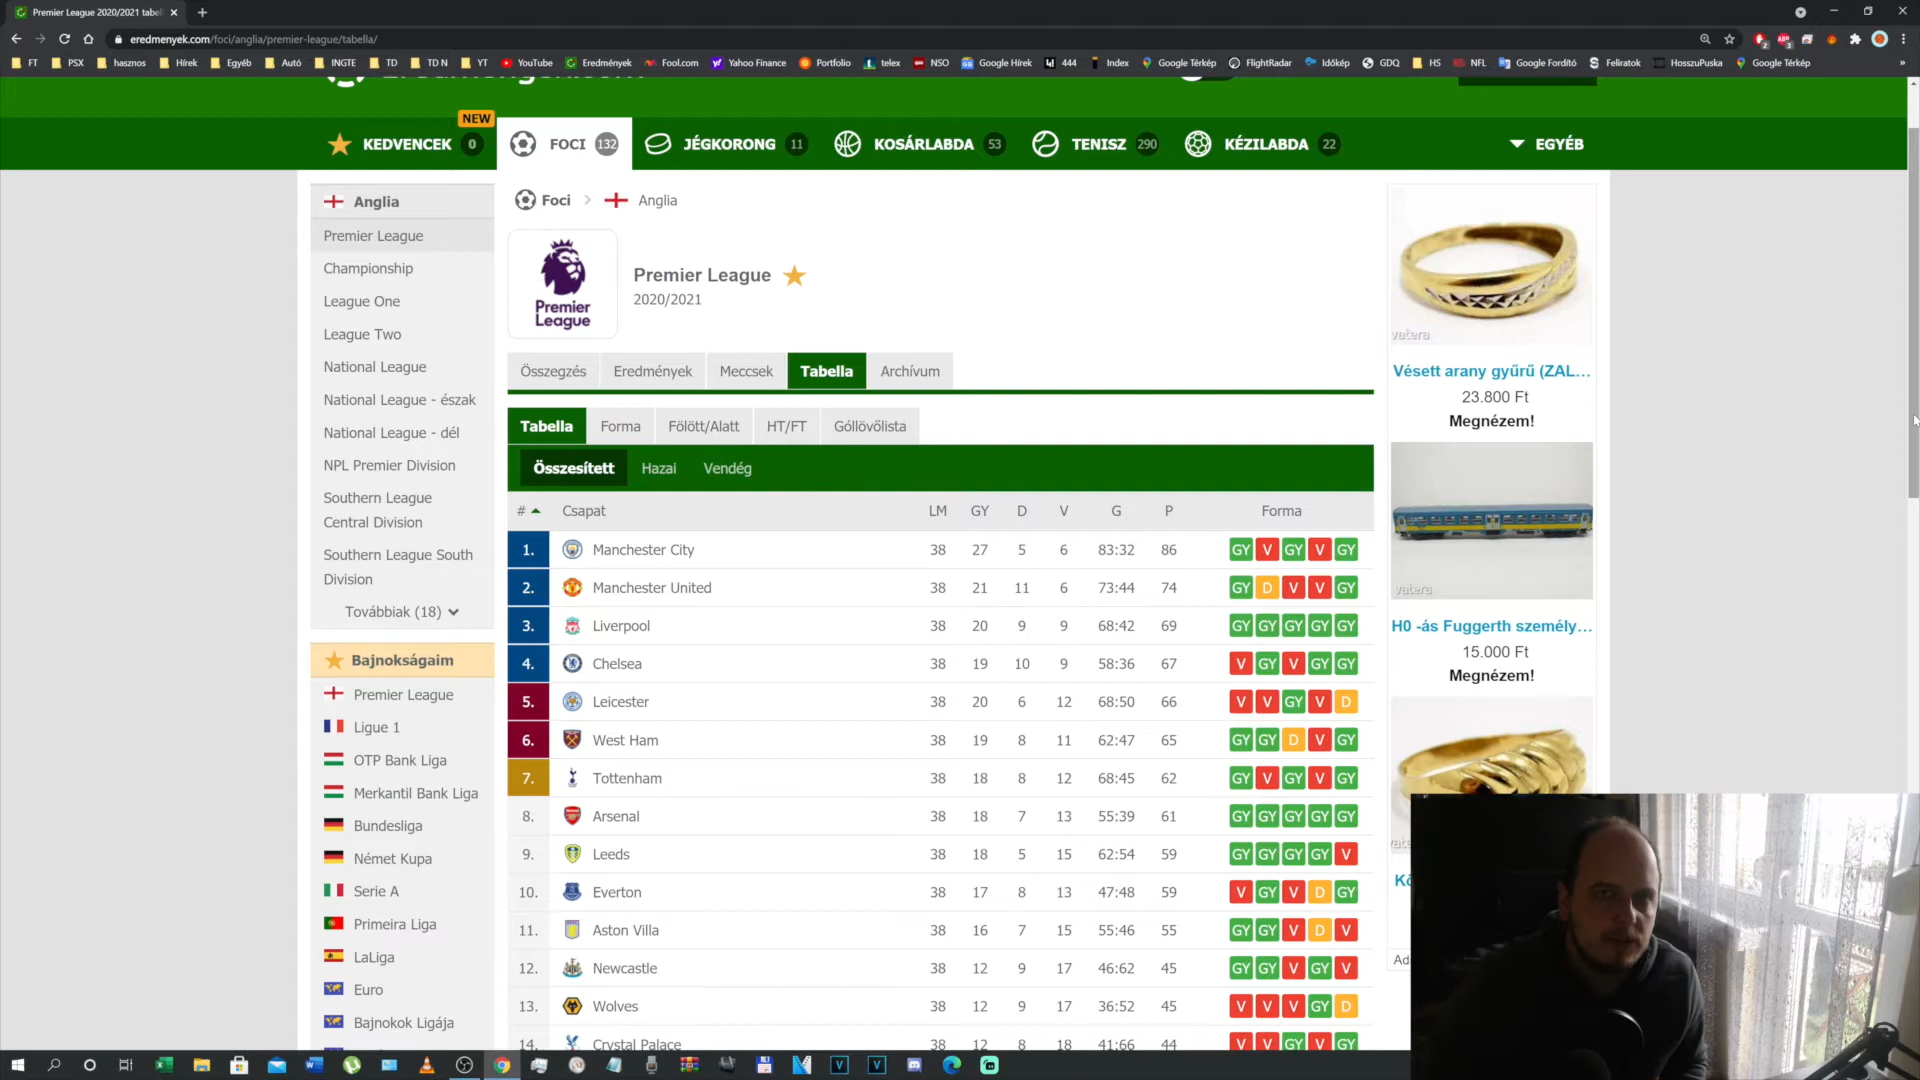 Premier League 2020/2021 tabel
eredmenyek.com/foci/anglia/premier-league/tabella/
FT PSX hasznos Hírek Egyéb Autó INGTE TD TD N YT YouTube Eredmények Fool.com Yahoo Finance Portfolio telex NSO Google Hírek 444 Index Google Térkép FlightRadar Időkép GDQ HS NFL Google Fordító Feliratok HosszuPuska Google Térkép »
NEW
KEDVENCEK 0 FOCI 132 JÉGKORONG 11 KOSÁRLABDA 53 TENISZ 290 KÉZILABDA 22 EGYÉB
Anglia
Premier League
Championship
League One
League Two
National League
National League - észak
National League - dél
NPL Premier Division
Southern League
Central Division
Southern League South
Division
Továbbiak (18)
Bajnokságaim
Premier League
Ligue 1
OTP Bank Liga
Merkantil Bank Liga
Bundesliga
Német Kupa
Serie A
Primeira Liga
LaLiga
Euro
Bajnokok Ligája
Foci > Anglia
Premier
League
Premier League
2020/2021
Összegzés Eredmények Meccsek Tabella Archívum
Tabella Forma Fölött/Alatt HT/FT Góllövőlista
Összesített Hazai Vendég
# Csapat LM GY D V G P Forma
1. Manchester City 38 27 5 6 83:32 86 GY V GY V GY
2. Manchester United 38 21 11 6 73:44 74 GY D V V GY
3. Liverpool 38 20 9 9 68:42 69 GY GY GY GY GY
4. Chelsea 38 19 10 9 58:36 67 V GY V GY GY
5. Leicester 38 20 6 12 68:50 66 V V GY V D
6. West Ham 38 19 8 11 62:47 65 GY GY D V GY
7. Tottenham 38 18 8 12 68:45 62 GY V GY V GY
8. Arsenal 38 18 7 13 55:39 61 GY GY GY GY GY
9. Leeds 38 18 5 15 62:54 59 GY GY GY GY V
10. Everton 38 17 8 13 47:48 59 V GY V D GY
11. Aston Villa 38 16 7 15 55:46 55 GY GY V D V
12. Newcastle 38 12 9 17 46:62 45 GY GY V GY V
13. Wolves 38 12 9 17 36:52 45 V V V GY D
14. Crystal Palace 38 12 8 18 41:66 44 V V GY V GY
vatera
Vésett arany gyűrű (ZAL...
23.800 Ft
Megnézem!
vatera
H0 -ás Fuggerth személy...
15.000 Ft
Megnézem!